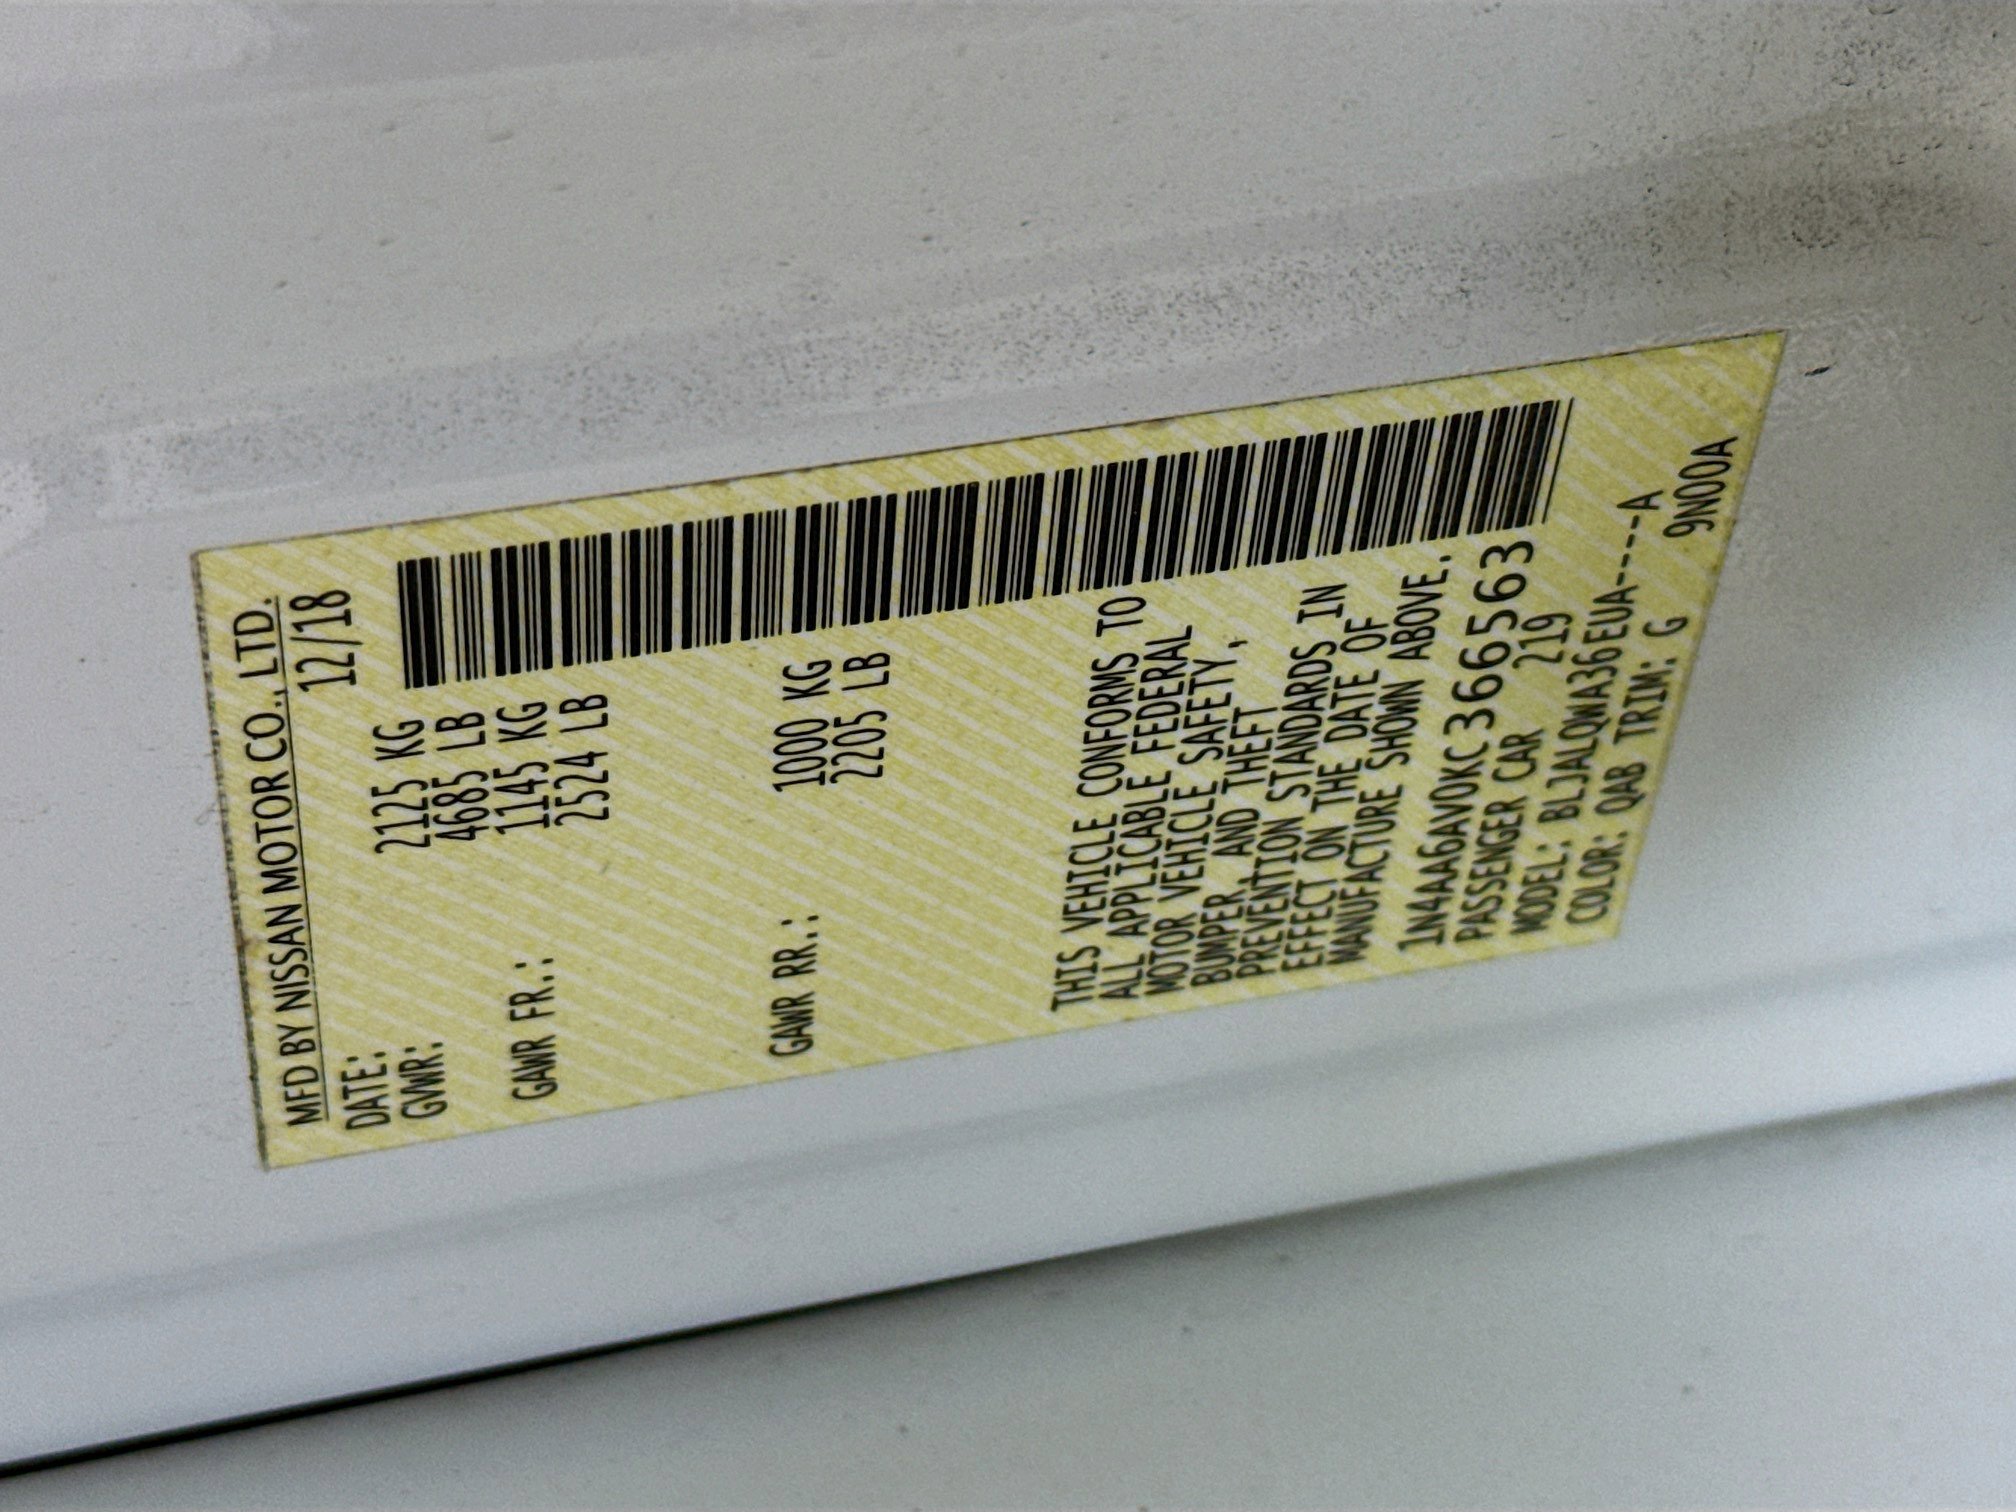 MFD BY NISSAN MOTOR CO., LTD.
DATE: 12/18
GVWR: 2125 KG
4685 LB
GAWR FR.: 1145 KG
2524 LB
GAWR RR.: 1000 KG
2205 LB
THIS VEHICLE CONFORMS TO
ALL APPLICABLE FEDERAL
MOTOR VEHICLE SAFETY,
BUMPER, AND THEFT
PREVENTION STANDARDS IN
EFFECT ON THE DATE OF
MANUFACTURE SHOWN ABOVE.
1N4AA6AV0KC366563
PASSENGER CAR 219
MODEL: BLJALQWA36EUA----A
COLOR: QAB TRIM: G 9N00A